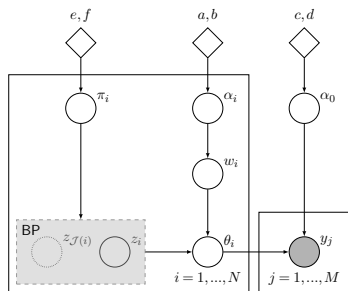 e, f a, b c, d
π_i α_i α_0
w_i
BP
z_{𝒥(i)} z_i θ_i y_j
i = 1, ..., N j = 1, ..., M